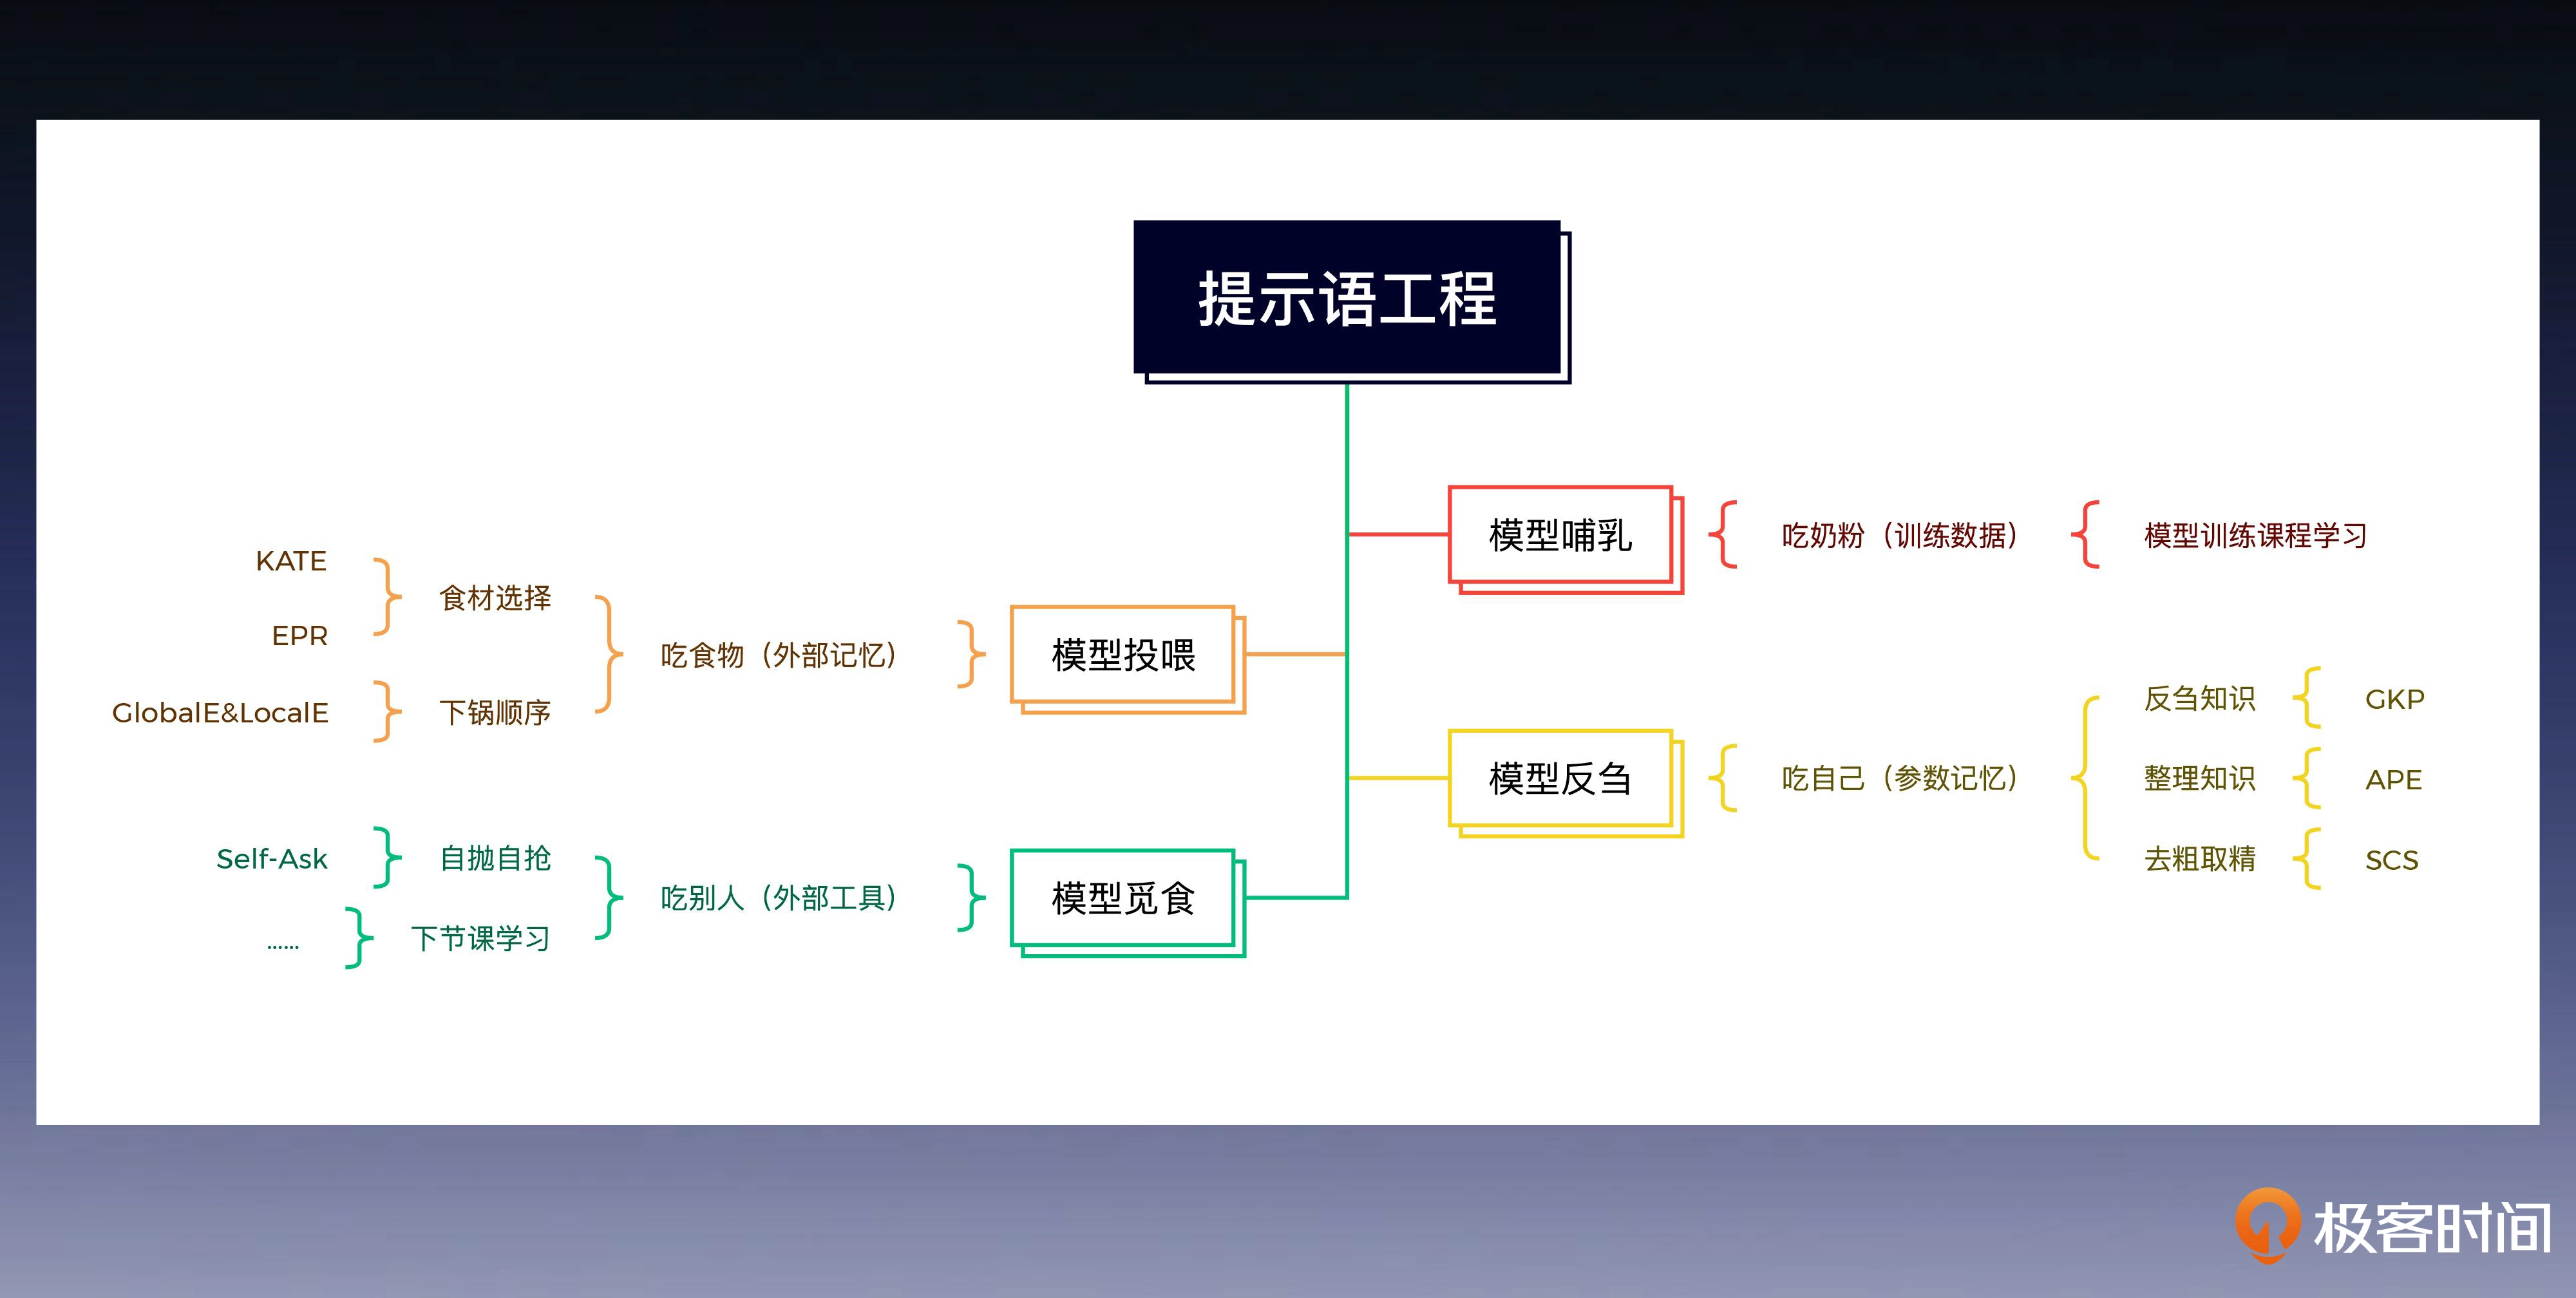 提示语工程
模型哺乳
吃奶粉（训练数据）
模型训练课程学习
模型投喂
吃食物（外部记忆）
食材选择
KATE
EPR
下锅顺序
GlobalE&LocalE
模型反刍
吃自己（参数记忆）
反刍知识
GKP
整理知识
APE
去粗取精
SCS
模型觅食
吃别人（外部工具）
自抛自抢
Self-Ask
下节课学习
……
极客时间